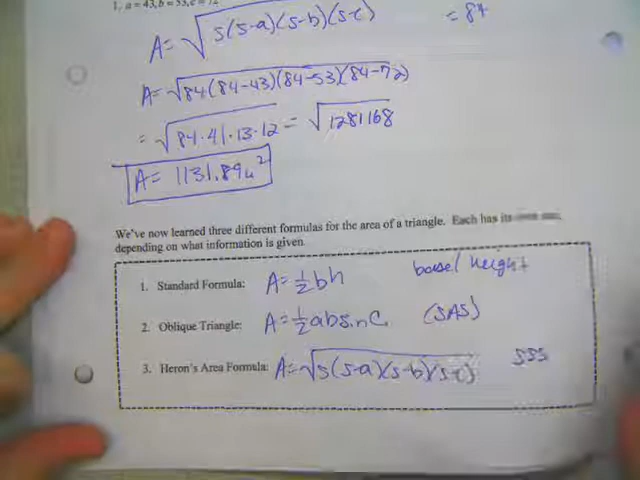 1. a = 43, b = 53, c = 72
A = √s(s-a)(s-b)(s-c) = 84
A = √84(84-43)(84-53)(84-72)
= √84·41·13·12 = √1281168
A = 1131.89u²
We've now learned three different formulas for the area of a triangle. Each has its own use,
depending on what information is given.
1. Standard Formula: A = ½bh base/height
2. Oblique Triangle: A = ½absinC (SAS)
3. Heron's Area Formula: A = √s(s-a)(s-b)(s-c) SSS